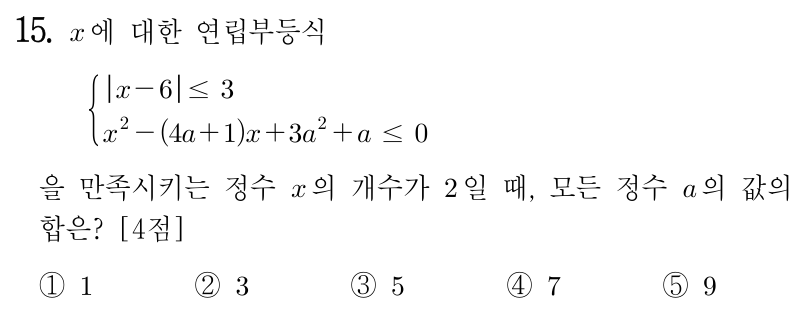 15. x에 대한 연립부등식
|x-6| ≤ 3
x²-(4a+1)x+3a²+a ≤ 0
을 만족시키는 정수 x의 개수가 2일 때, 모든 정수 a의 값의
합은? [4점]
① 1 ② 3 ③ 5 ④ 7 ⑤ 9